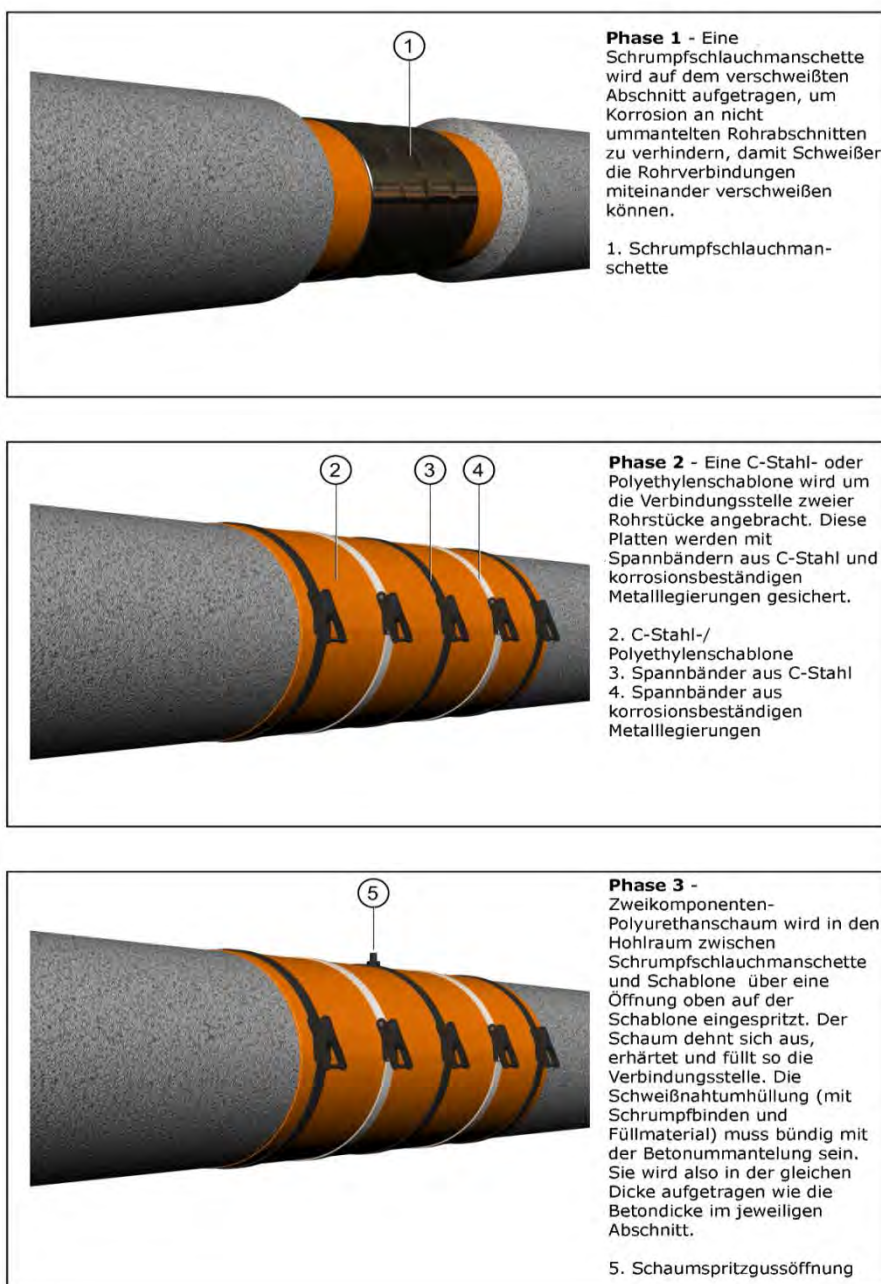 1
Phase 1 - Eine
Schrumpfschlauchmanschette
wird auf dem verschweißten
Abschnitt aufgetragen, um
Korrosion an nicht
ummantelten Rohrabschnitten
zu verhindern, damit Schweißer
die Rohrverbindungen
miteinander verschweißen
können.
1. Schrumpfschlauchman-
schette
2 3 4
Phase 2 - Eine C-Stahl- oder
Polyethylenschablone wird um
die Verbindungsstelle zweier
Rohrstücke angebracht. Diese
Platten werden mit
Spannbändern aus C-Stahl und
korrosionsbeständigen
Metalllegierungen gesichert.
2. C-Stahl-/
Polyethylenschablone
3. Spannbänder aus C-Stahl
4. Spannbänder aus
korrosionsbeständigen
Metalllegierungen
5
Phase 3 -
Zweikomponenten-
Polyurethanschaum wird in den
Hohlraum zwischen
Schrumpfschlauchmanschette
und Schablone über eine
Öffnung oben auf der
Schablone eingespritzt. Der
Schaum dehnt sich aus,
erhärtet und füllt so die
Verbindungsstelle. Die
Schweißnahtumhüllung (mit
Schrumpfbinden und
Füllmaterial) muss bündig mit
der Betonummantelung sein.
Sie wird also in der gleichen
Dicke aufgetragen wie die
Betondicke im jeweiligen
Abschnitt.
5. Schaumspritzgussöffnung